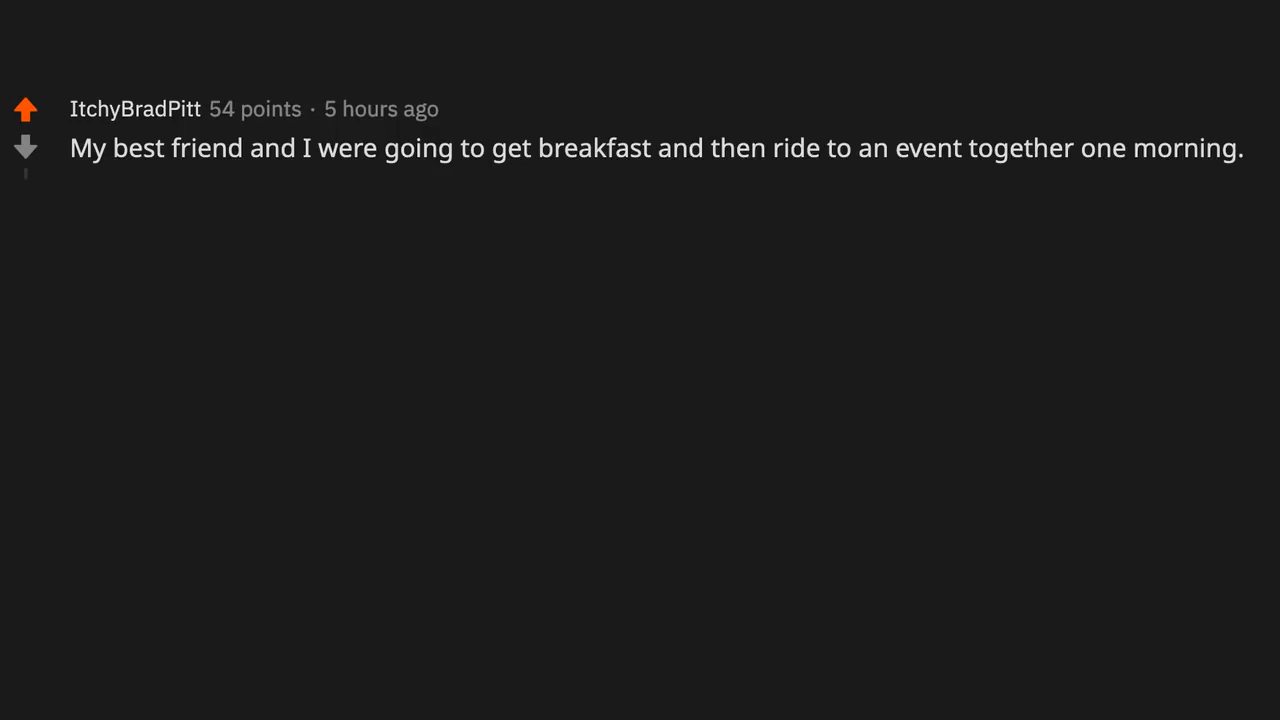 ItchyBradPitt 54 points · 5 hours ago
My best friend and I were going to get breakfast and then ride to an event together one morning.